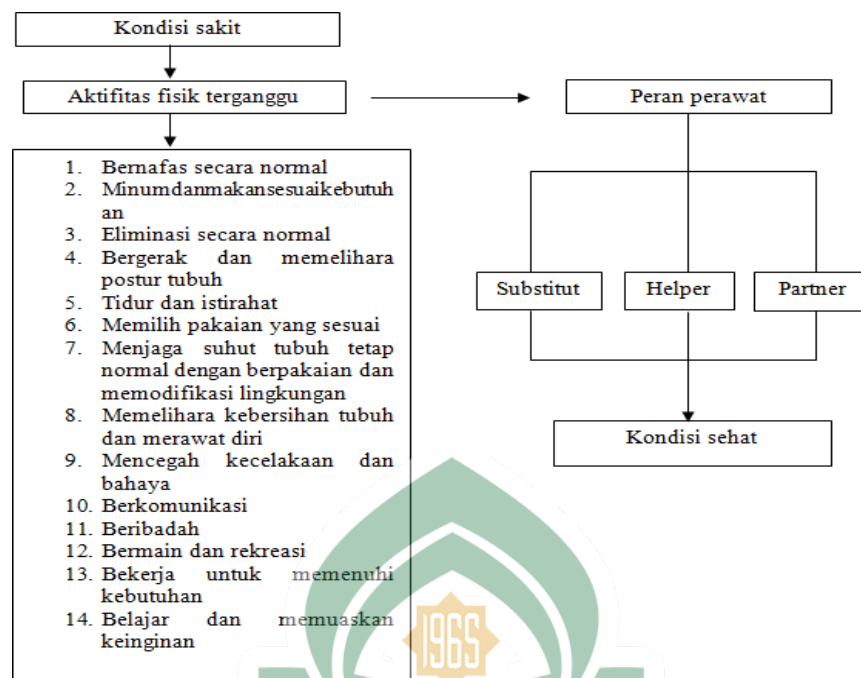 Kondisi sakit
Aktifitas fisik terganggu
Peran perawat
1. Bernafas secara normal
2. Minumdanmakansesuaikebutuh
an
3. Eliminasi secara normal
4. Bergerak dan memelihara
postur tubuh
5. Tidur dan istirahat
6. Memilih pakaian yang sesuai
7. Menjaga suhut tubuh tetap
normal dengan berpakaian dan
memodifikasi lingkungan
8. Memelihara kebersihan tubuh
dan merawat diri
9. Mencegah kecelakaan dan
bahaya
10. Berkomunikasi
11. Beribadah
12. Bermain dan rekreasi
13. Bekerja untuk memenuhi
kebutuhan
14. Belajar dan memuaskan
keinginan
Substitut
Helper
Partner
Kondisi sehat
1965